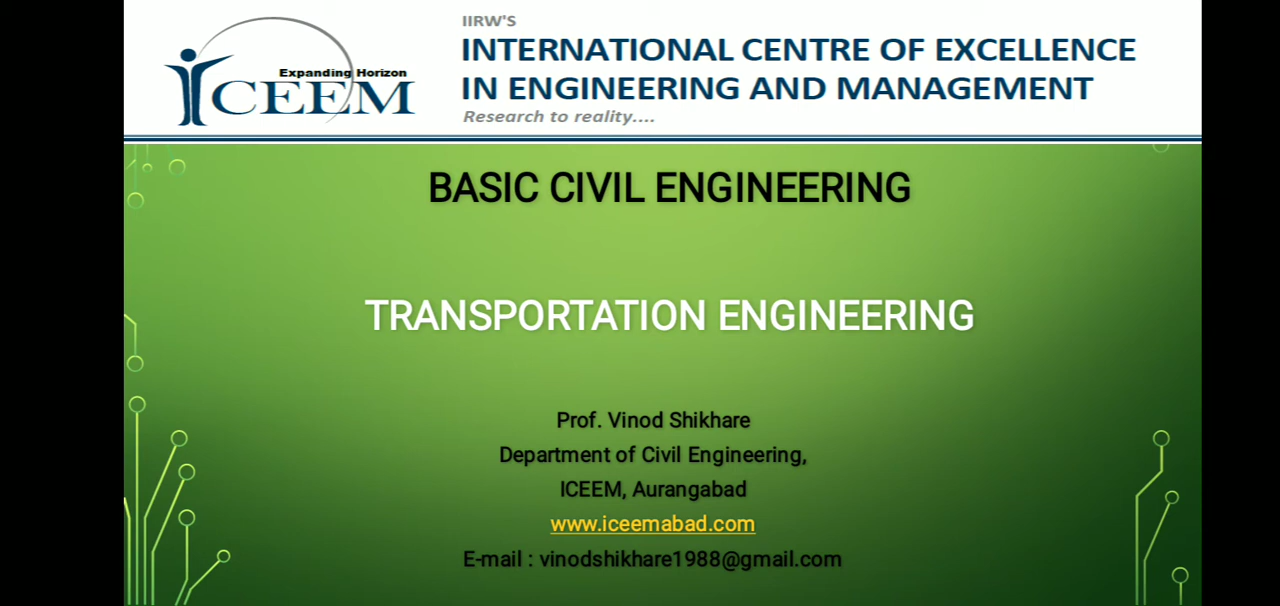 IIRW'S
INTERNATIONAL CENTRE OF EXCELLENCE
IN ENGINEERING AND MANAGEMENT
Research to reality....
Expanding Horizon
ICEEM
BASIC CIVIL ENGINEERING
TRANSPORTATION ENGINEERING
Prof. Vinod Shikhare
Department of Civil Engineering,
ICEEM, Aurangabad
www.iceemabad.com
E-mail : vinodshikhare1988@gmail.com